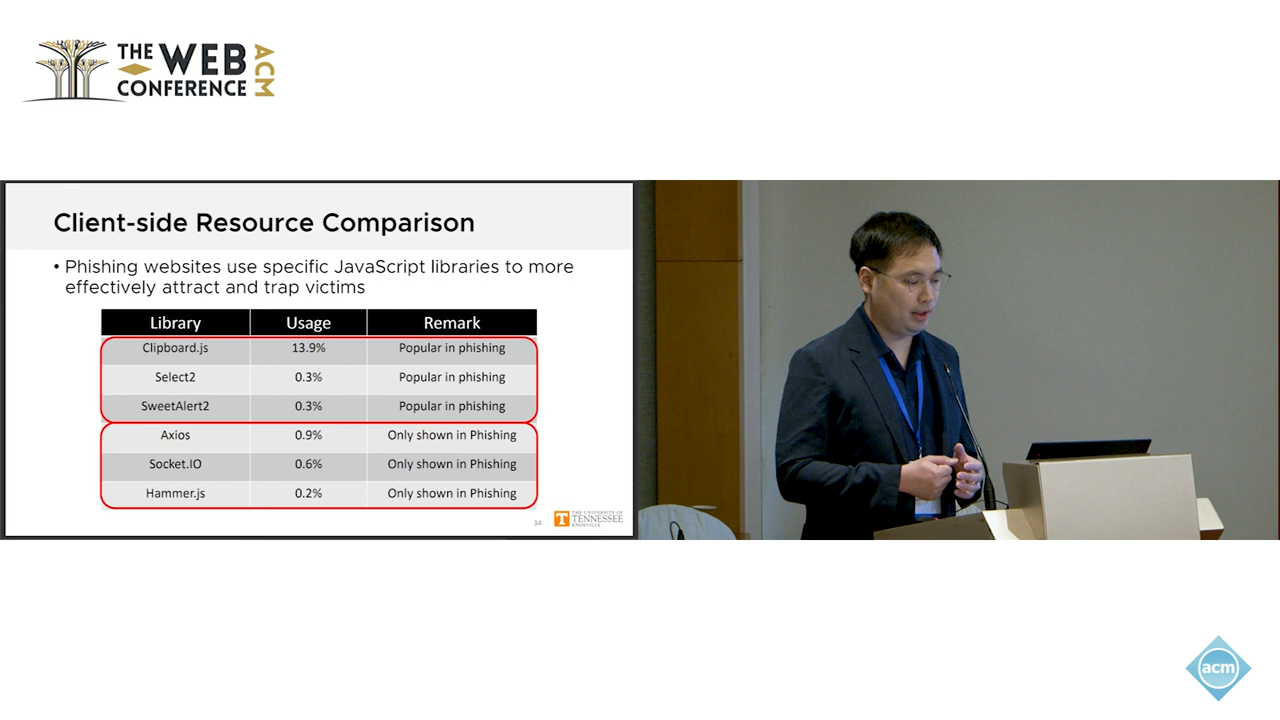 THE WEB
CONFERENCE
ACM
Client-side Resource Comparison
• Phishing websites use specific JavaScript libraries to more
effectively attract and trap victims
Library Usage Remark
Clipboard.js 13.9% Popular in phishing
Select2 0.3% Popular in phishing
SweetAlert2 0.3% Popular in phishing
Axios 0.9% Only shown in Phishing
Socket.IO 0.6% Only shown in Phishing
Hammer.js 0.2% Only shown in Phishing
34
T
THE UNIVERSITY OF
TENNESSEE
KNOXVILLE
acm